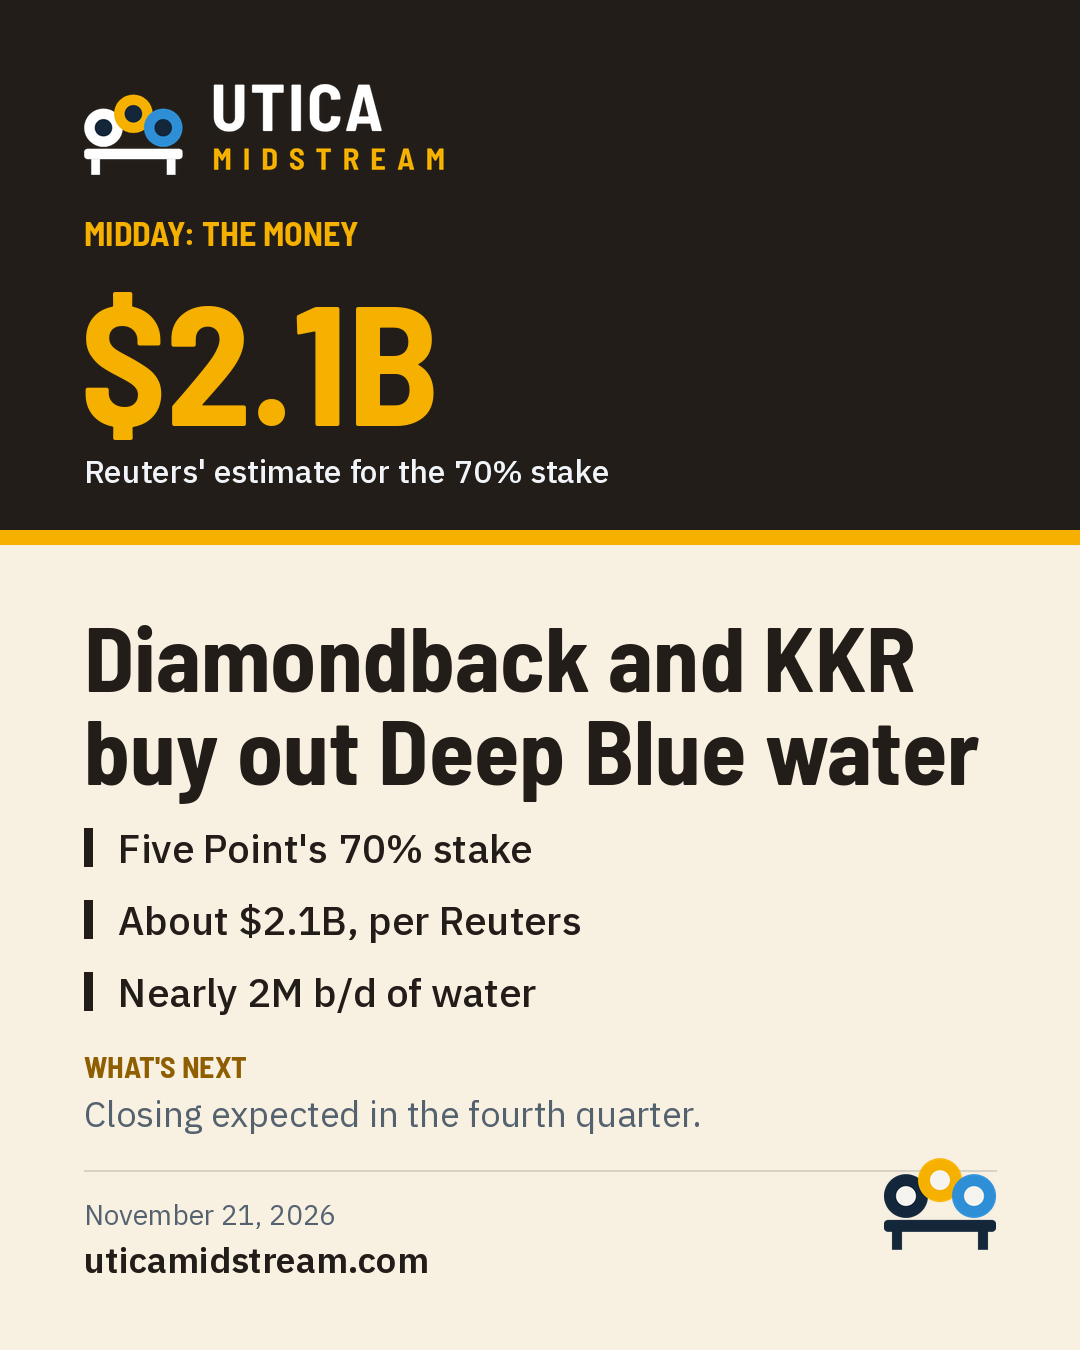 UTICA
MIDSTREAM
MIDDAY: THE MONEY
$2.1B
Reuters' estimate for the 70% stake
Diamondback and KKR
buy out Deep Blue water
Five Point's 70% stake
About $2.1B, per Reuters
Nearly 2M b/d of water
WHAT'S NEXT
Closing expected in the fourth quarter.
November 21, 2026
uticamidstream.com